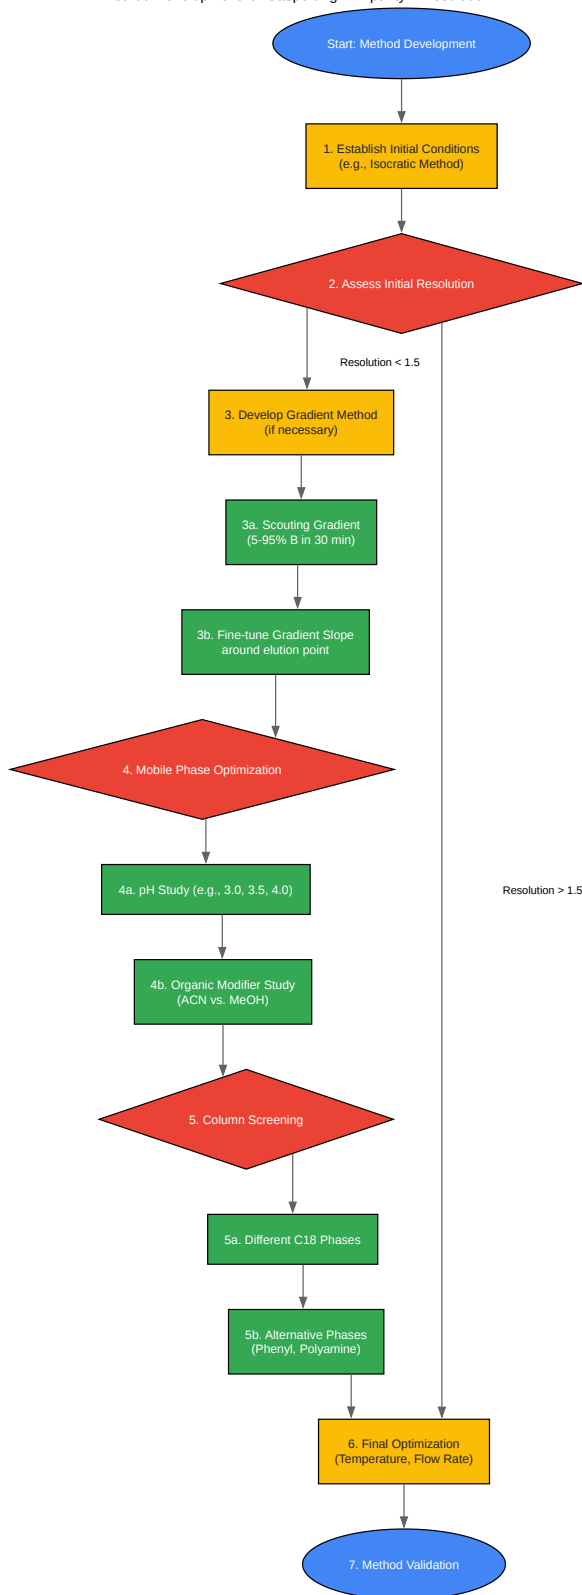 Start: Method Development
1. Establish Initial Conditions
(e.g., Isocratic Method)
2. Assess Initial Resolution
Resolution < 1.5
3. Develop Gradient Method
(if necessary)
3a. Scouting Gradient
(5-95% B in 30 min)
3b. Fine-tune Gradient Slope
around elution point
4. Mobile Phase Optimization
4a. pH Study (e.g., 3.0, 3.5, 4.0)
Resolution > 1.5
4b. Organic Modifier Study
(ACN vs. MeOH)
5. Column Screening
5a. Different C18 Phases
5b. Alternative Phases
(Phenyl, Polyamine)
6. Final Optimization
(Temperature, Flow Rate)
7. Method Validation